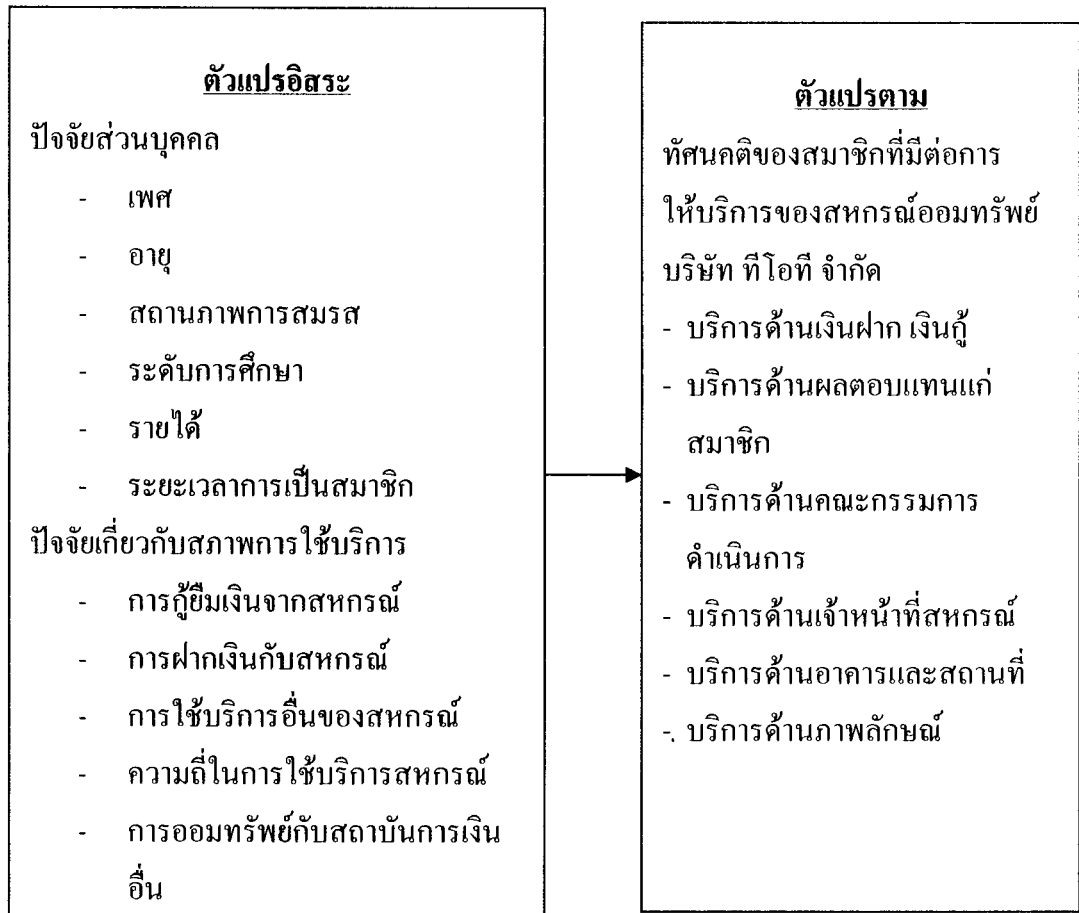 ตัวแปรอิสระ
ปัจจัยส่วนบุคคล
- เพศ
- อายุ
- สถานภาพการสมรส
- ระดับการศึกษา
- รายได้
- ระยะเวลาการเป็นสมาชิก
ปัจจัยเกี่ยวกับสภาพการใช้บริการ
- การกู้ยืมเงินจากสหกรณ์
- การฝากเงินกับสหกรณ์
- การใช้บริการอื่นของสหกรณ์
- ความถี่ในการใช้บริการสหกรณ์
- การออมทรัพย์กับสถาบันการเงิน
อื่น
ตัวแปรตาม
ทัศนคติของสมาชิกที่มีต่อการ
ให้บริการของสหกรณ์ออมทรัพย์
บริษัท ทีโอที จำกัด
- บริการด้านเงินฝาก เงินกู้
- บริการด้านผลตอบแทนแก่
สมาชิก
- บริการด้านคณะกรรมการ
ดำเนินการ
- บริการด้านเจ้าหน้าที่สหกรณ์
- บริการด้านอาคารและสถานที่
- บริการด้านภาพลักษณ์